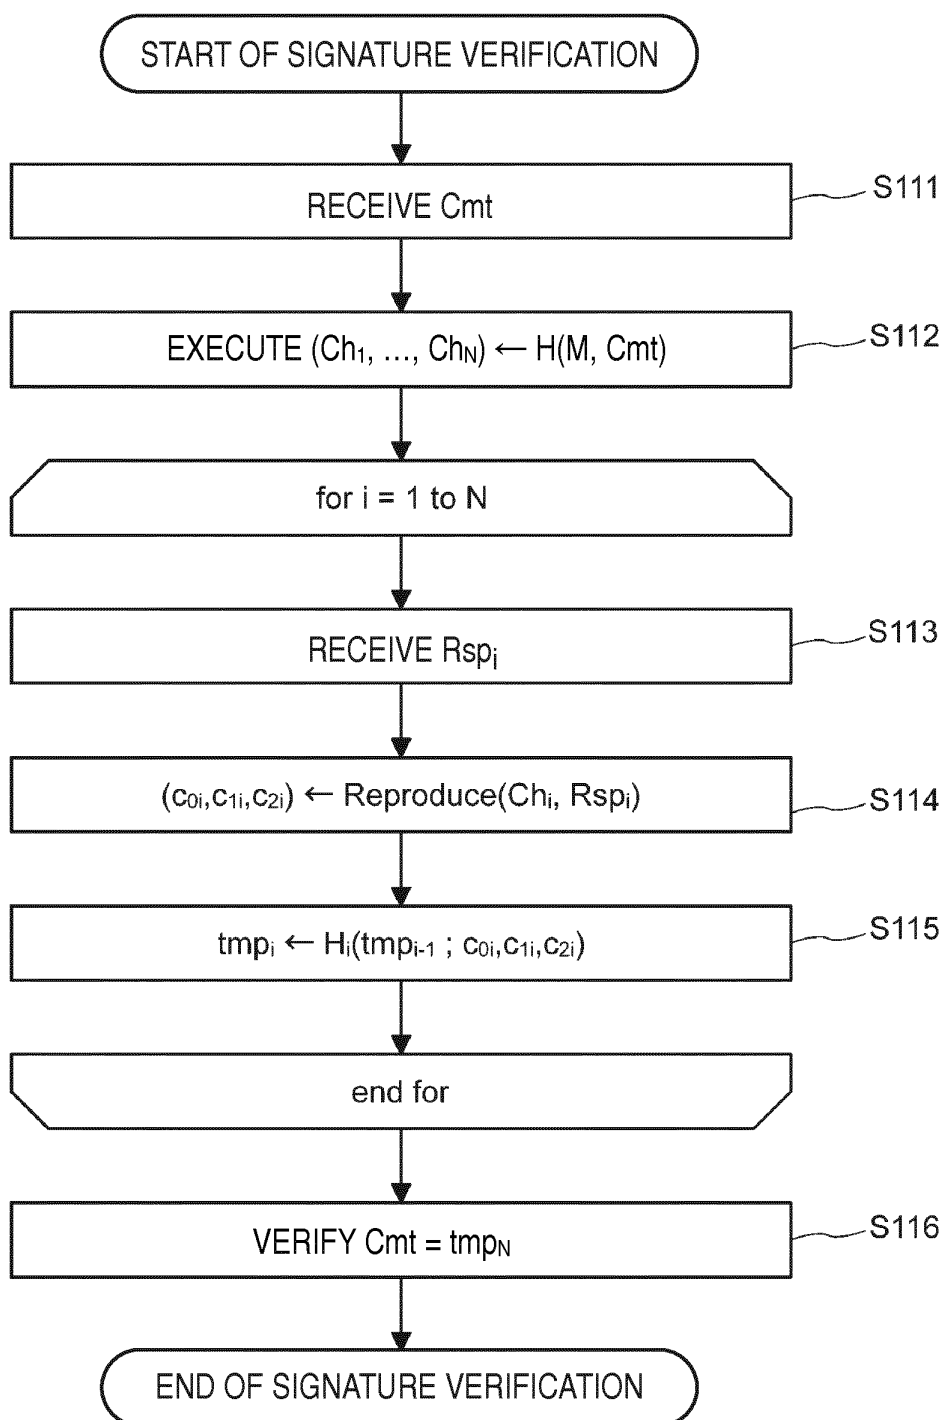 START OF SIGNATURE VERIFICATION
RECEIVE Cmt
S111
EXECUTE (Ch₁, ..., Ch_N) ← H(M, Cmt)
S112
for i = 1 to N
RECEIVE Rspᵢ
S113
(c₀ᵢ,c₁ᵢ,c₂ᵢ) ← Reproduce(Chᵢ, Rspᵢ)
S114
tmpᵢ ← Hᵢ(tmpᵢ₋₁ ; c₀ᵢ,c₁ᵢ,c₂ᵢ)
S115
end for
VERIFY Cmt = tmp_N
S116
END OF SIGNATURE VERIFICATION